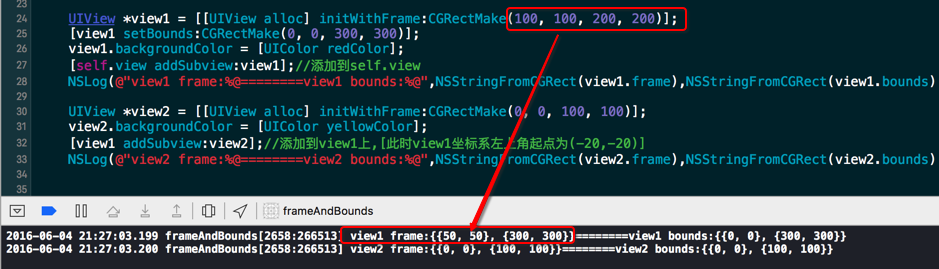 23
24 UIView *view1 = [[UIView alloc] initWithFrame:CGRectMake(100, 100, 200, 200)];
25 [view1 setBounds:CGRectMake(0, 0, 300, 300)];
26 view1.backgroundColor = [UIColor redColor];
27 [self.view addSubview:view1];//添加到self.view
28 NSLog(@"view1 frame:%@========view1 bounds:%@",NSStringFromCGRect(view1.frame),NSStringFromCGRect(view1.bounds)
29
30 UIView *view2 = [[UIView alloc] initWithFrame:CGRectMake(0, 0, 100, 100)];
31 view2.backgroundColor = [UIColor yellowColor];
32 [view1 addSubview:view2];//添加到view1上,[此时view1坐标系左上角起点为(-20,-20)]
33 NSLog(@"view2 frame:%@========view2 bounds:%@",NSStringFromCGRect(view2.frame),NSStringFromCGRect(view2.bounds)
34
35
frameAndBounds
2016-06-04 21:27:03.199 frameAndBounds[2658:266513] view1 frame:{{50, 50}, {300, 300}}========view1 bounds:{{0, 0}, {300, 300}}
2016-06-04 21:27:03.200 frameAndBounds[2658:266513] view2 frame:{{0, 0}, {100, 100}}========view2 bounds:{{0, 0}, {100, 100}}